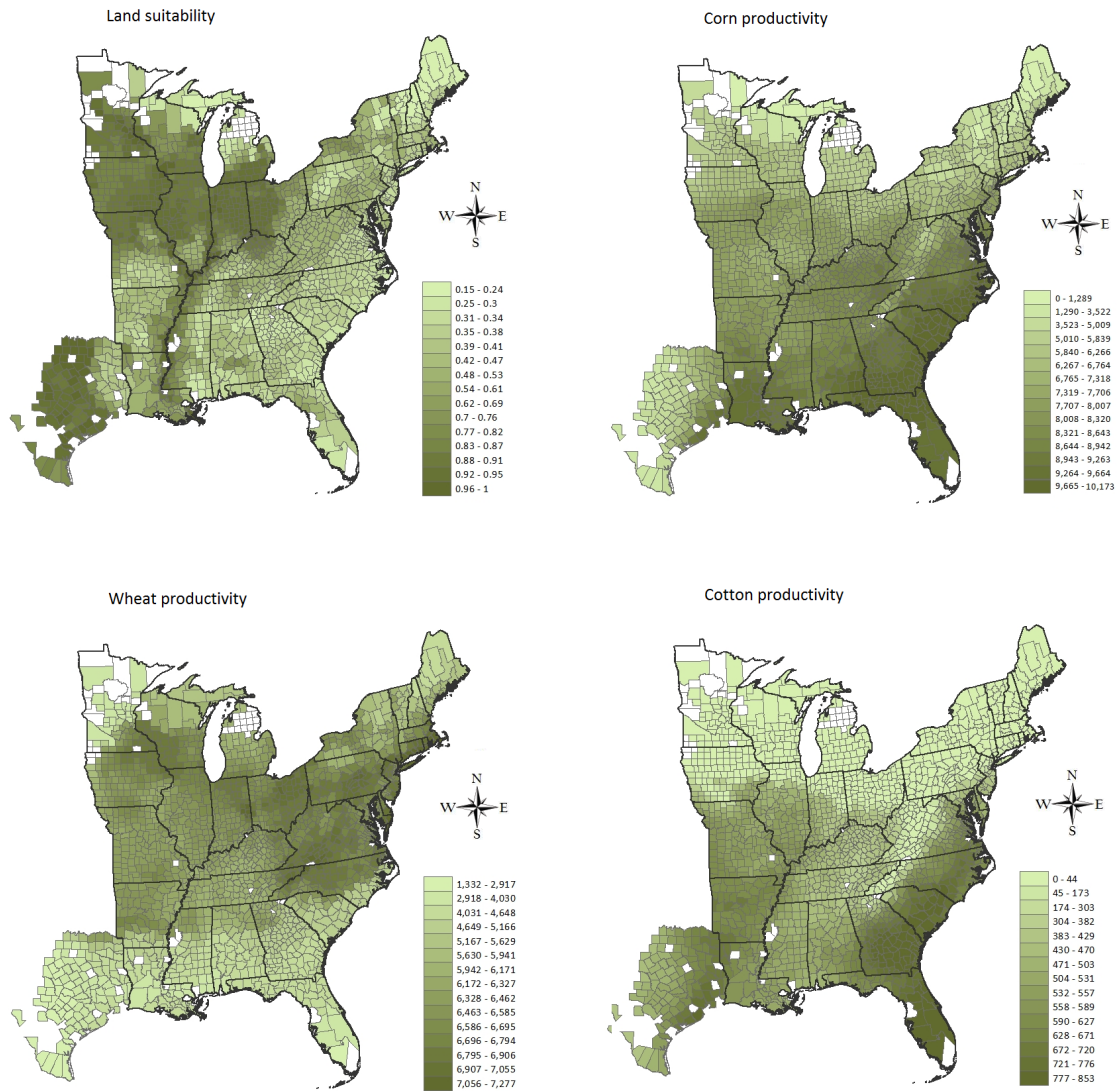 Land suitability
N
W E
S
0.15 - 0.24
0.25 - 0.3
0.31 - 0.34
0.35 - 0.38
0.39 - 0.41
0.42 - 0.47
0.48 - 0.53
0.54 - 0.61
0.62 - 0.69
0.7 - 0.76
0.77 - 0.82
0.83 - 0.87
0.88 - 0.91
0.92 - 0.95
0.96 - 1
Corn productivity
N
W E
S
0 - 1,289
1,290 - 3,522
3,523 - 5,009
5,010 - 5,839
5,840 - 6,266
6,267 - 6,764
6,765 - 7,318
7,319 - 7,706
7,707 - 8,007
8,008 - 8,320
8,321 - 8,643
8,644 - 8,942
8,943 - 9,263
9,264 - 9,664
9,665 - 10,173
Wheat productivity
N
W E
S
1,332 - 2,917
2,918 - 4,030
4,031 - 4,648
4,649 - 5,166
5,167 - 5,629
5,630 - 5,941
5,942 - 6,171
6,172 - 6,327
6,328 - 6,462
6,463 - 6,585
6,586 - 6,695
6,696 - 6,794
6,795 - 6,906
6,907 - 7,055
7,056 - 7,277
Cotton productivity
N
W E
S
0 - 44
45 - 173
174 - 303
304 - 382
383 - 429
430 - 470
471 - 503
504 - 531
532 - 557
558 - 589
590 - 627
628 - 671
672 - 720
721 - 776
777 - 853